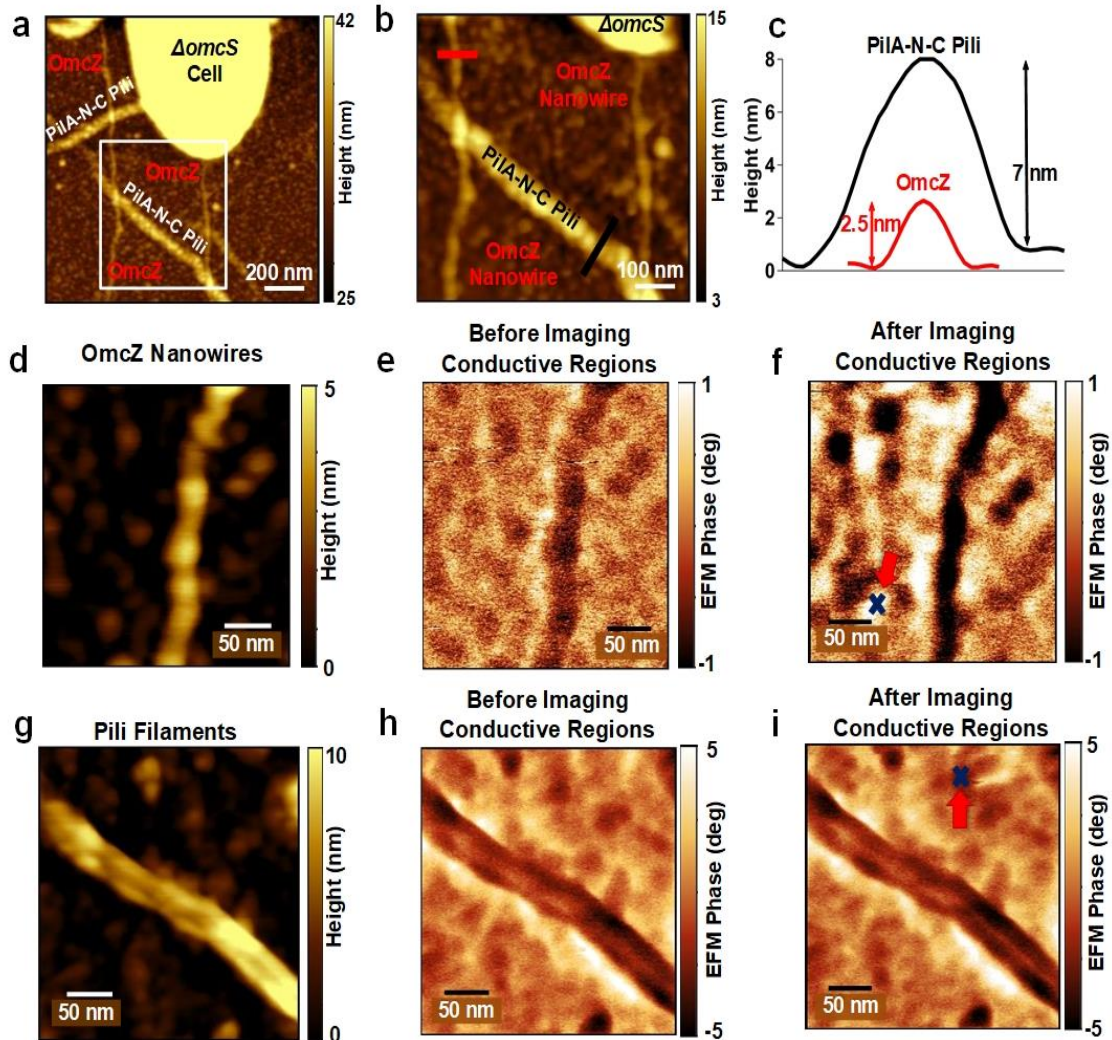 a
42
ΔomcS
Cell
OmcZ
PilA-N-C Pili
OmcZ
PilA-N-C Pili
OmcZ
200 nm
Height (nm)
25
b
15
ΔomcS
OmcZ
Nanowire
PilA-N-C Pili
OmcZ
Nanowire
100 nm
Height (nm)
3
c
PilA-N-C Pili
8
6
4
2
0
Height (nm)
OmcZ
2.5 nm
7 nm
d
OmcZ Nanowires
5
Height (nm)
0
50 nm
e
Before Imaging
Conductive Regions
1
EFM Phase (deg)
-1
50 nm
f
After Imaging
Conductive Regions
1
EFM Phase (deg)
-1
50 nm
g
Pili Filaments
10
Height (nm)
0
50 nm
h
Before Imaging
Conductive Regions
5
EFM Phase (deg)
-5
50 nm
i
After Imaging
Conductive Regions
5
EFM Phase (deg)
-5
50 nm